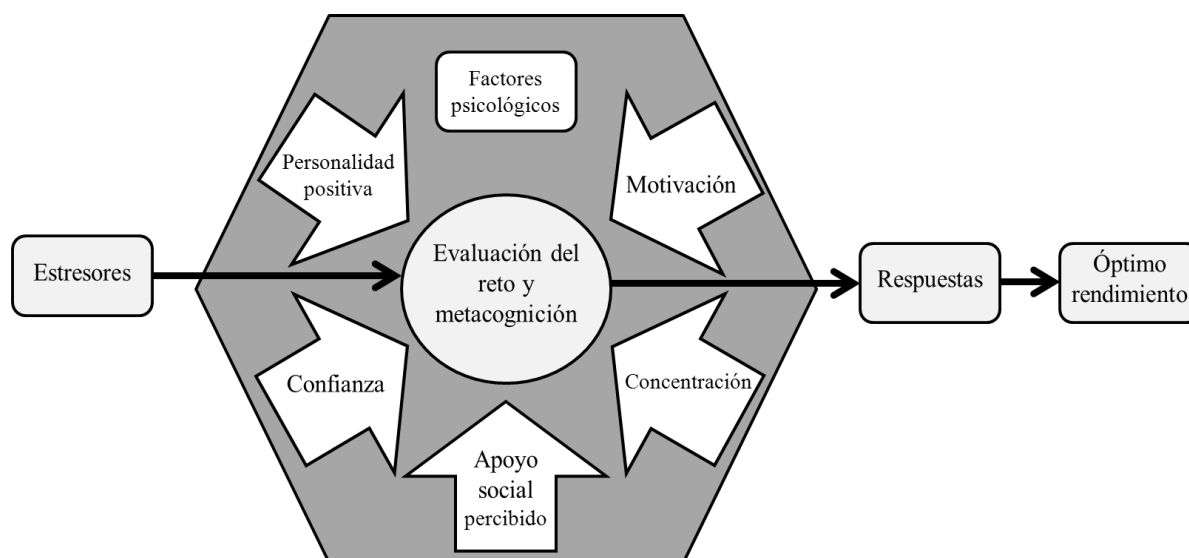 Factores
psicológicos
Personalidad
positiva
Motivación
Estresores
Evaluación del
reto y
metacognición
Respuestas
Óptimo
rendimiento
Confianza
Concentración
Apoyo
social
percibido